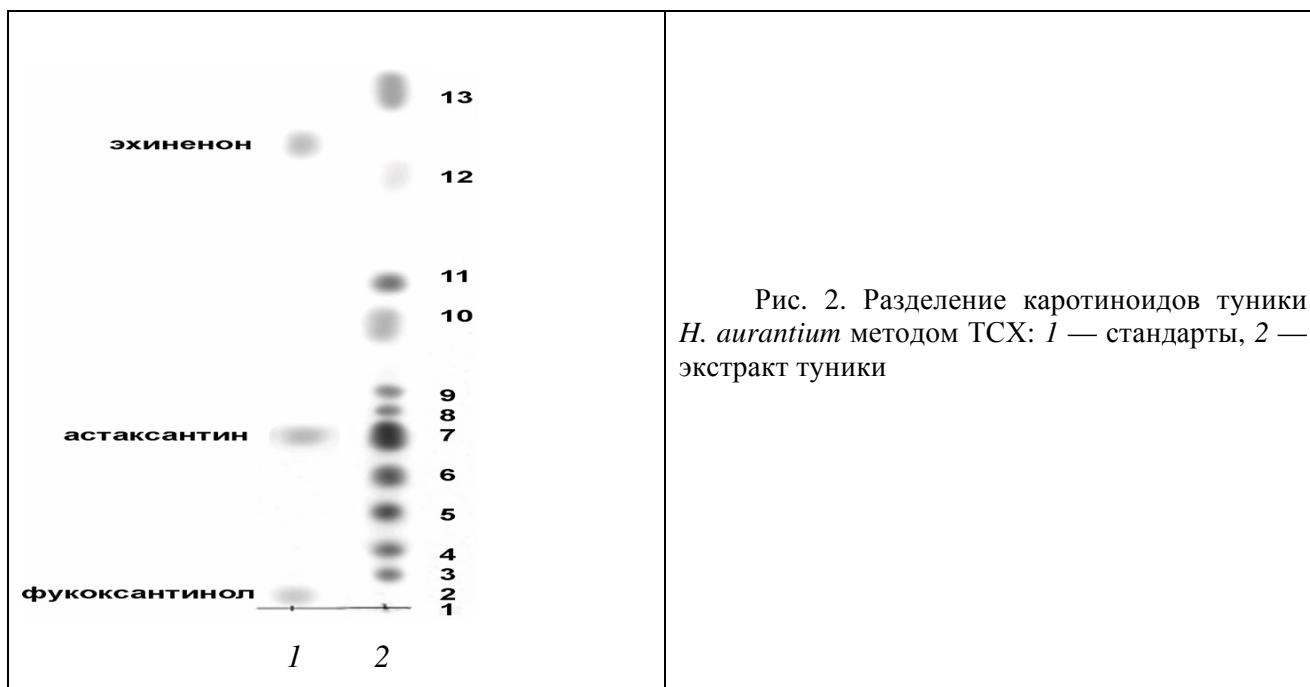 13
эхиненон
12
11
10
9
8
астаксантин 7
6
5
4
3
фукоксантинол 2
1
1 2
Рис. 2. Разделение каротиноидов туники
H. aurantium методом ТСХ: 1 — стандарты, 2 —
экстракт туники